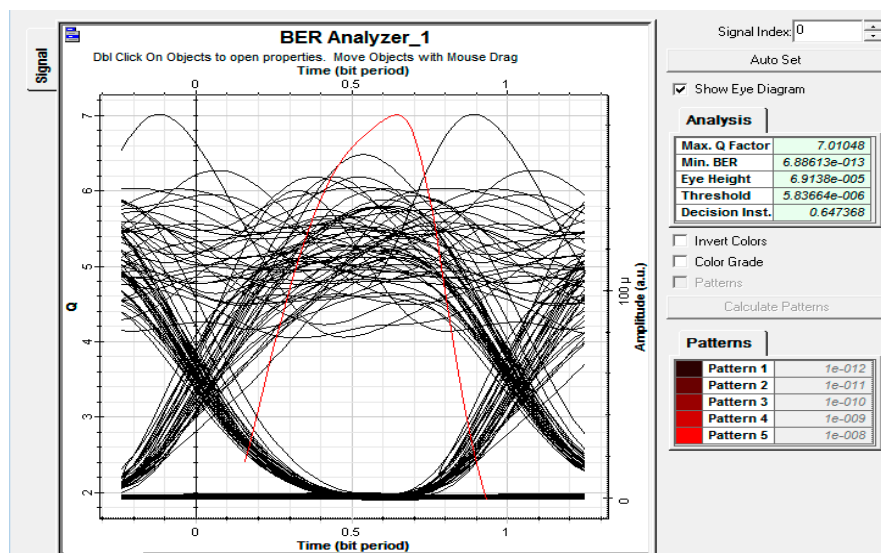 Signal
BER Analyzer_1
Dbl Click On Objects to open properties. Move Objects with Mouse Drag
Time (bit period)
0 0.5 1
Q
7
6
5
4
3
2
100 µ
0
Amplitude (a.u.)
0 0.5 1
Time (bit period)
Signal Index: 0
Auto Set
Show Eye Diagram
Analysis
Max. Q Factor 7.01048
Min. BER 6.88613e-013
Eye Height 6.9138e-005
Threshold 5.83664e-006
Decision Inst. 0.647368
Invert Colors
Color Grade
Patterns
Calculate Patterns
Patterns
Pattern 1 1e-012
Pattern 2 1e-011
Pattern 3 1e-010
Pattern 4 1e-009
Pattern 5 1e-008